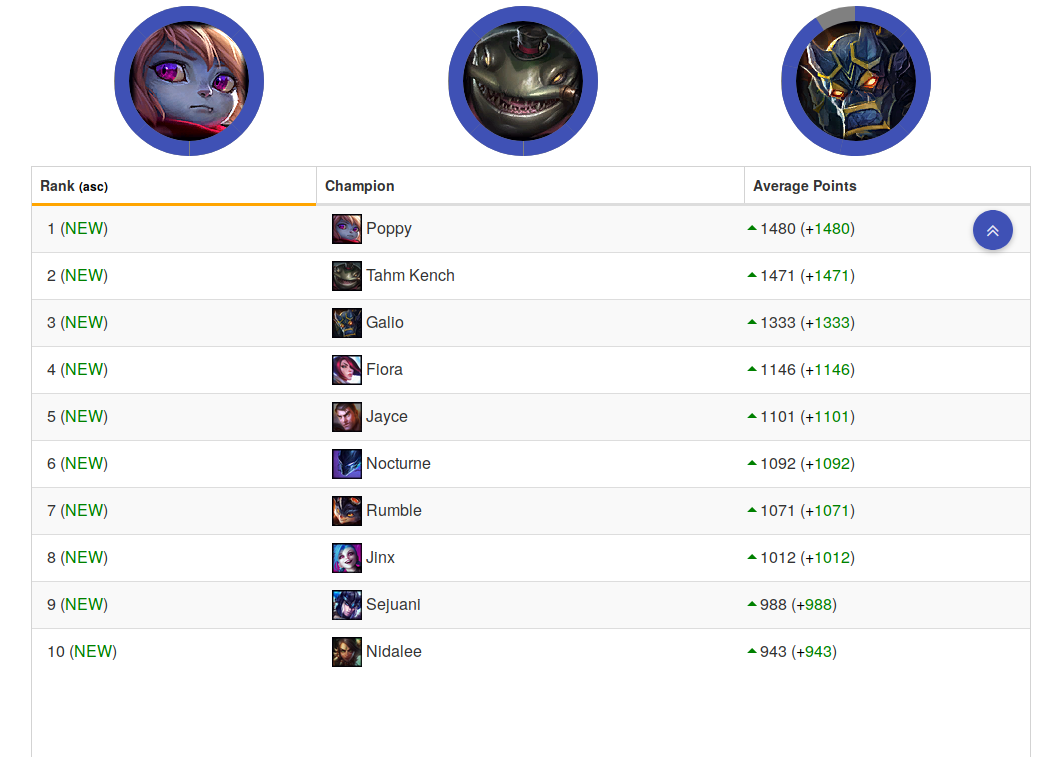 Rank (asc) Champion Average Points
1 (NEW) Poppy 1480 (+1480)
2 (NEW) Tahm Kench 1471 (+1471)
3 (NEW) Galio 1333 (+1333)
4 (NEW) Fiora 1146 (+1146)
5 (NEW) Jayce 1101 (+1101)
6 (NEW) Nocturne 1092 (+1092)
7 (NEW) Rumble 1071 (+1071)
8 (NEW) Jinx 1012 (+1012)
9 (NEW) Sejuani 988 (+988)
10 (NEW) Nidalee 943 (+943)